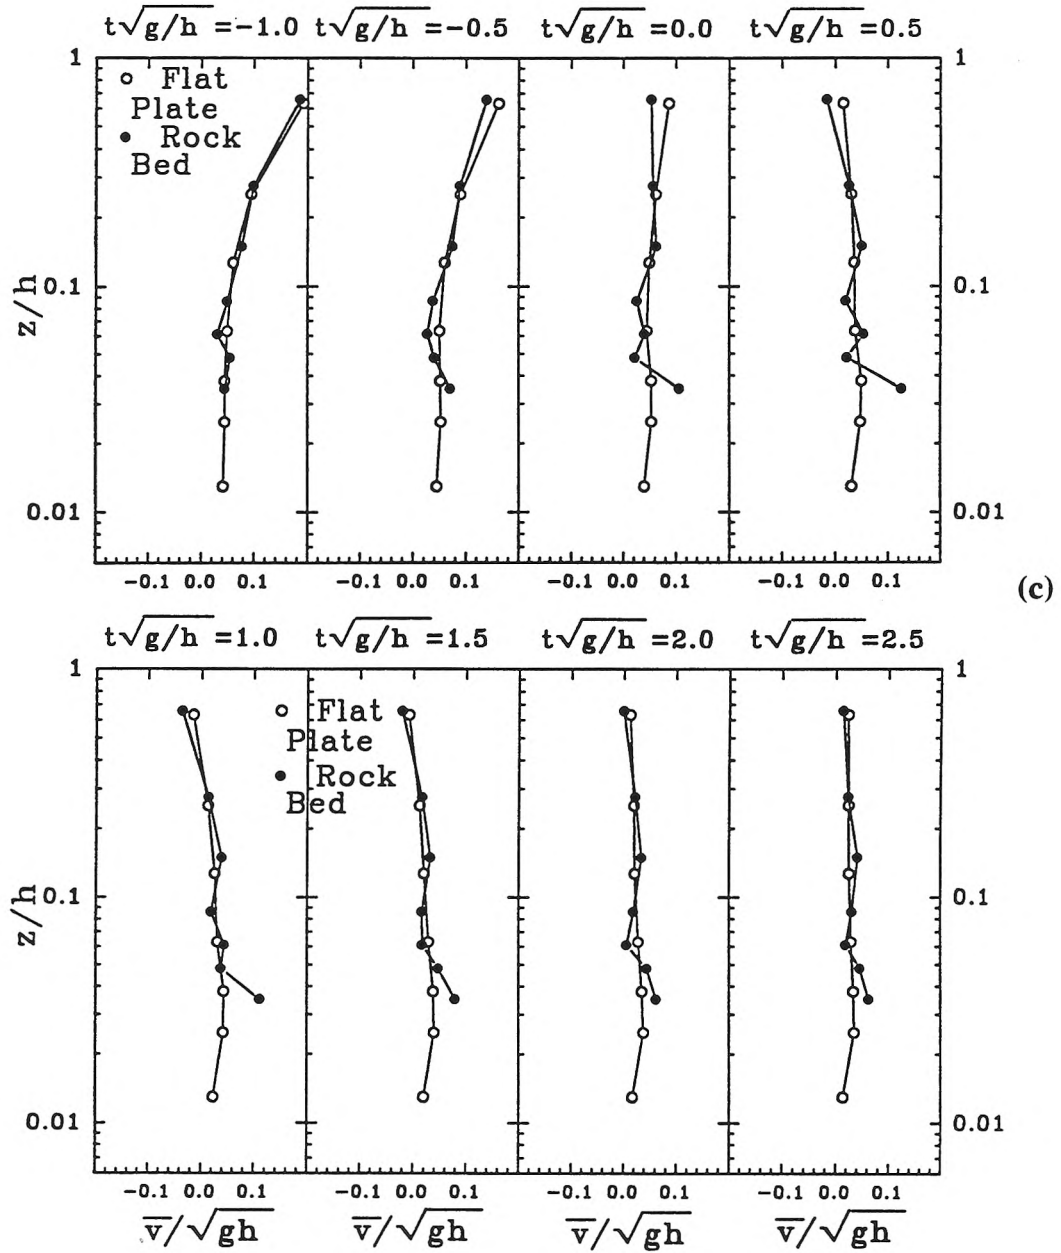 t√g/h =−1.0 t√g/h =−0.5 t√g/h =0.0 t√g/h =0.5
1 1
○ Flat
Plate
● Rock
Bed
z/h
0.1 0.1
0.01 0.01
−0.1 0.0 0.1 −0.1 0.0 0.1 −0.1 0.0 0.1 −0.1 0.0 0.1
(c)
t√g/h =1.0 t√g/h =1.5 t√g/h =2.0 t√g/h =2.5
1 1
○ Flat
Plate
● Rock
Bed
z/h
0.1 0.1
0.01 0.01
−0.1 0.0 0.1 −0.1 0.0 0.1 −0.1 0.0 0.1 −0.1 0.0 0.1
v̅/√gh v̅/√gh v̅/√gh